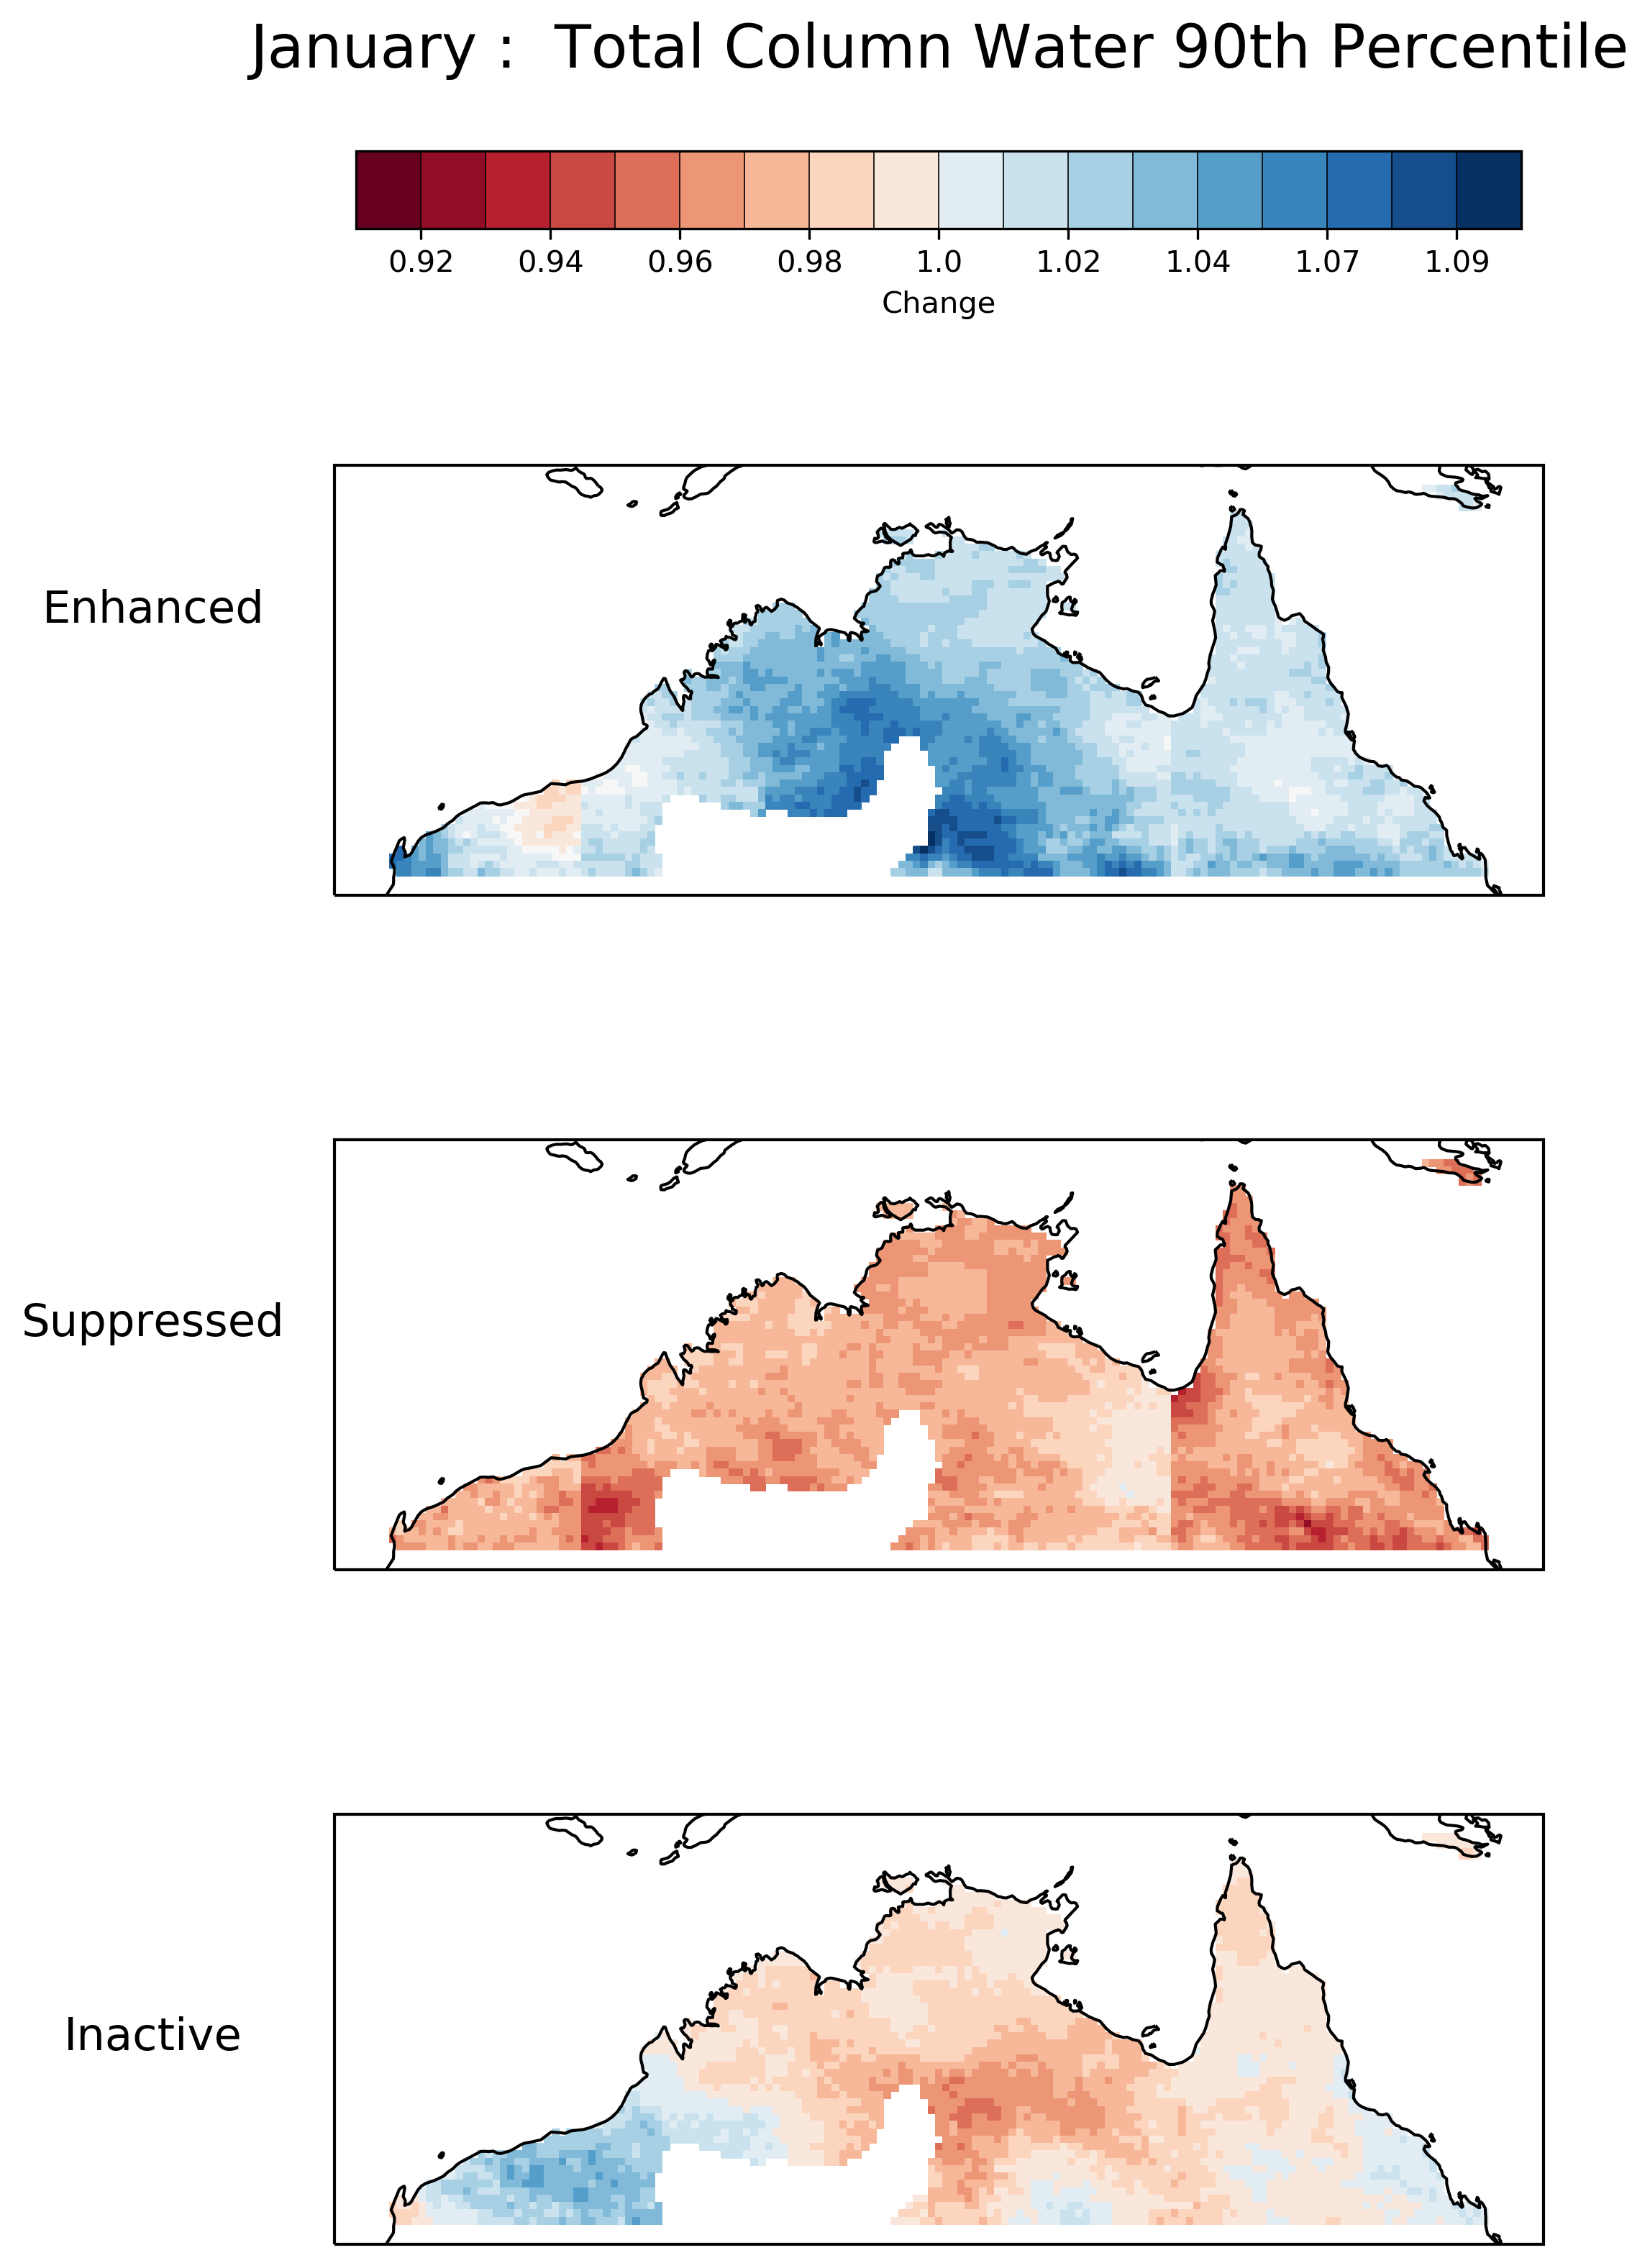 January :  Total Column Water 90th Percentile
0.92 0.94 0.96 0.98 1.0 1.02 1.04 1.07 1.09
Change
Enhanced
Suppressed
Inactive